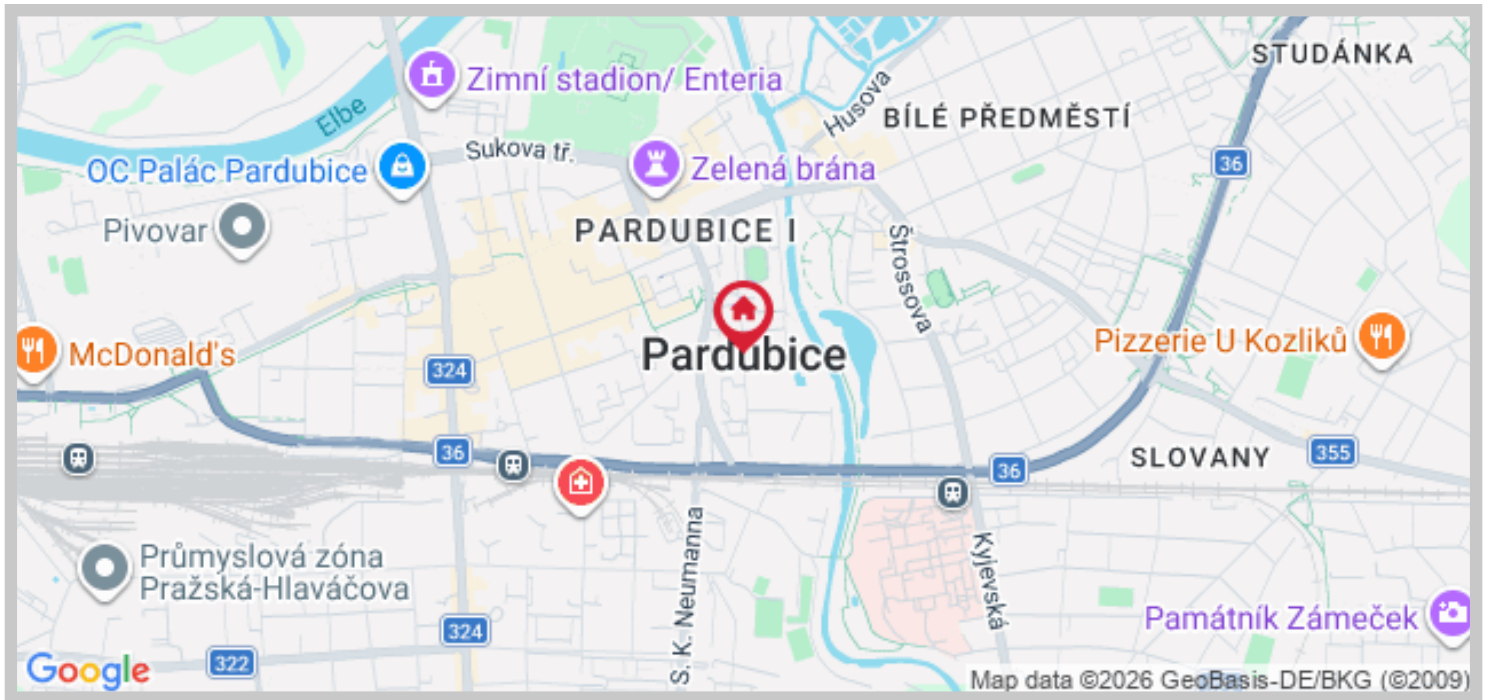 STUDÁNKA
Zimní stadion/ Enteria
Elbe
Husova
BÍLÉ PŘEDMĚSTÍ
Sukova tř.
OC Palác Pardubice
Zelená brána
36
Pivovar
PARDUBICE I
Štrossova
McDonald's
Pardubice
Pizzerie U Kozliků
324
36
36
SLOVANY
355
Průmyslová zóna
Pražská-Hlaváčova
S. K. Neumanna
Kyjevská
Památník Zámeček
324
322
Google
Map data ©2026 GeoBasis-DE/BKG (©2009)